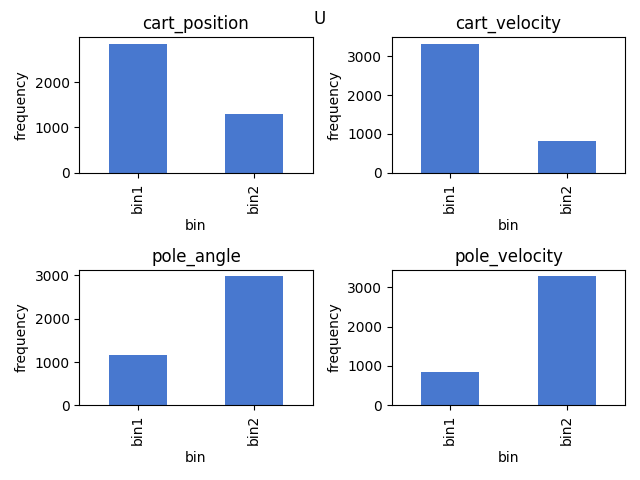 U
cart_position
frequency
2000
1000
0
bin1
bin2
bin
cart_velocity
frequency
3000
2000
1000
0
bin1
bin2
bin
pole_angle
frequency
3000
2000
1000
0
bin1
bin2
bin
pole_velocity
frequency
3000
2000
1000
0
bin1
bin2
bin